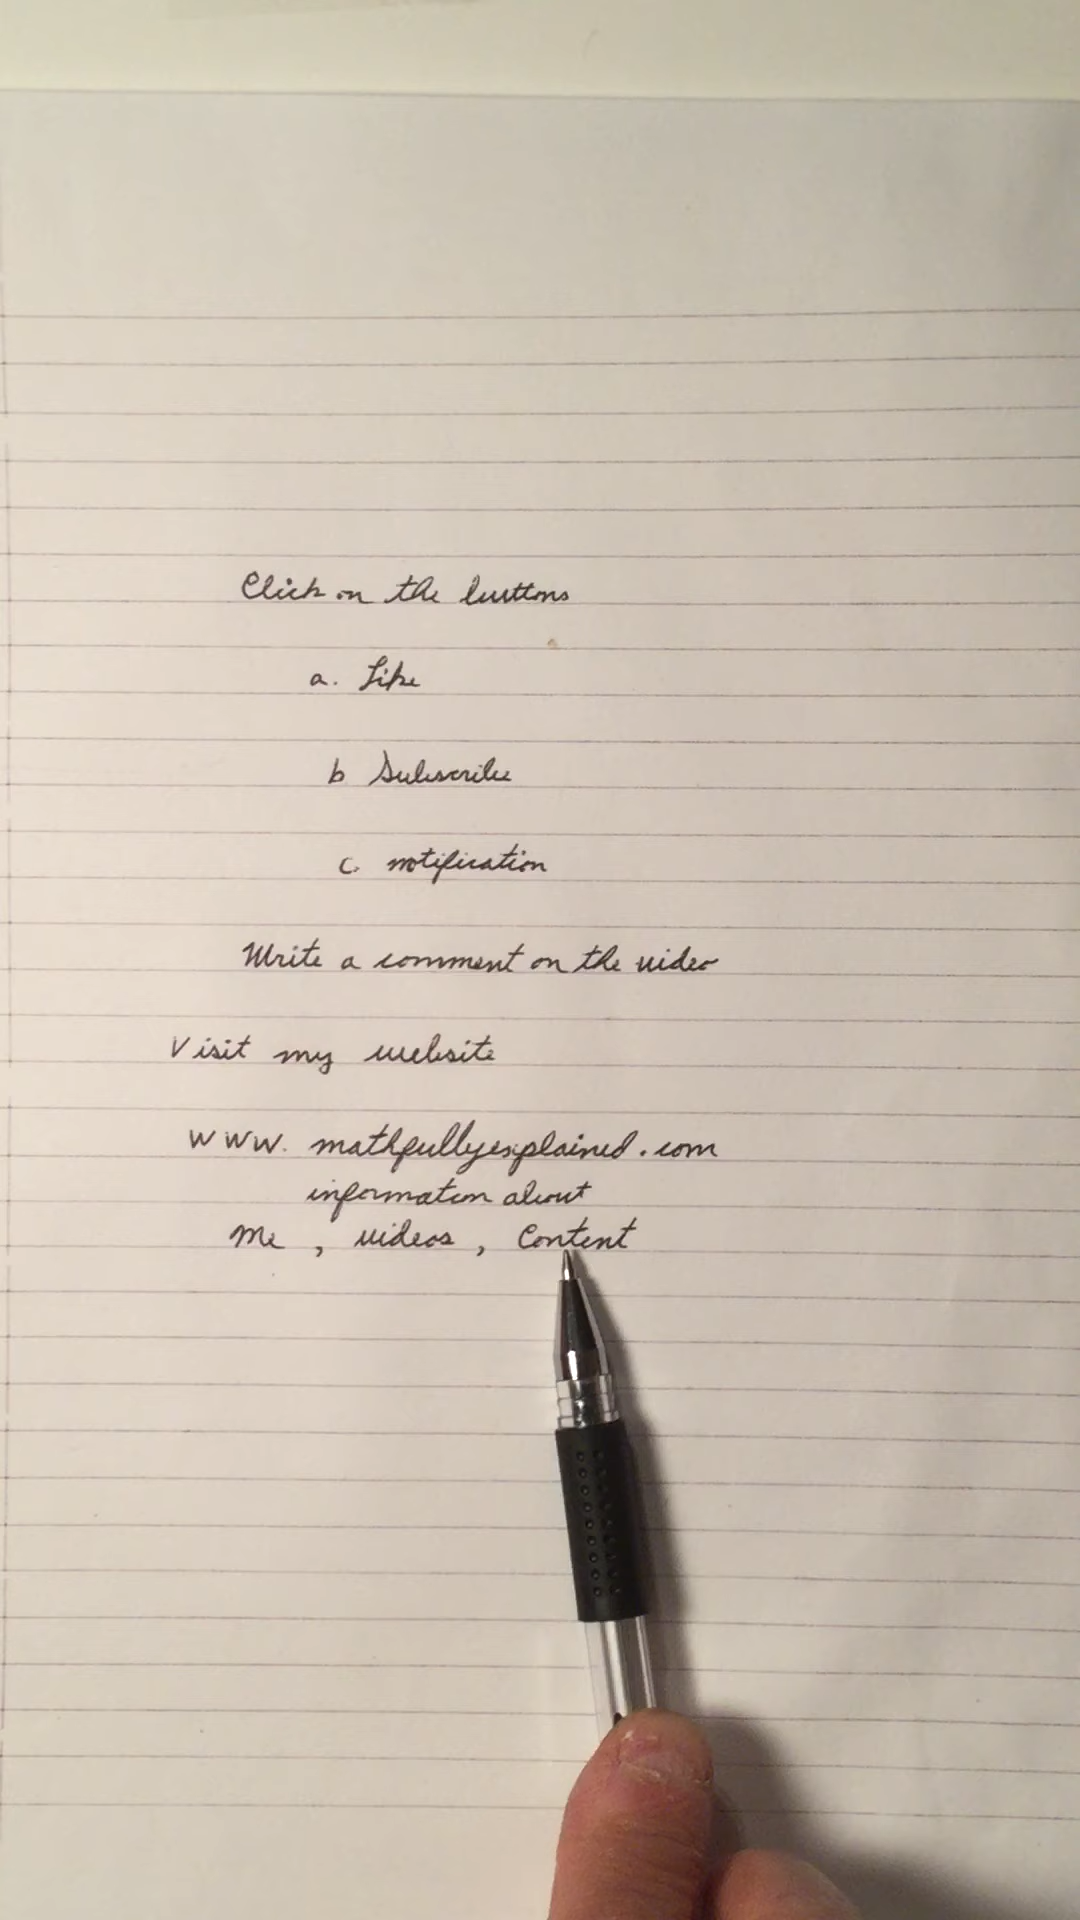 Click on the buttons
a. Like
b Subscribe
c. notification
Write a comment on the video
Visit my website
www. mathfullyexplained.com
information about
Me , videos , Content